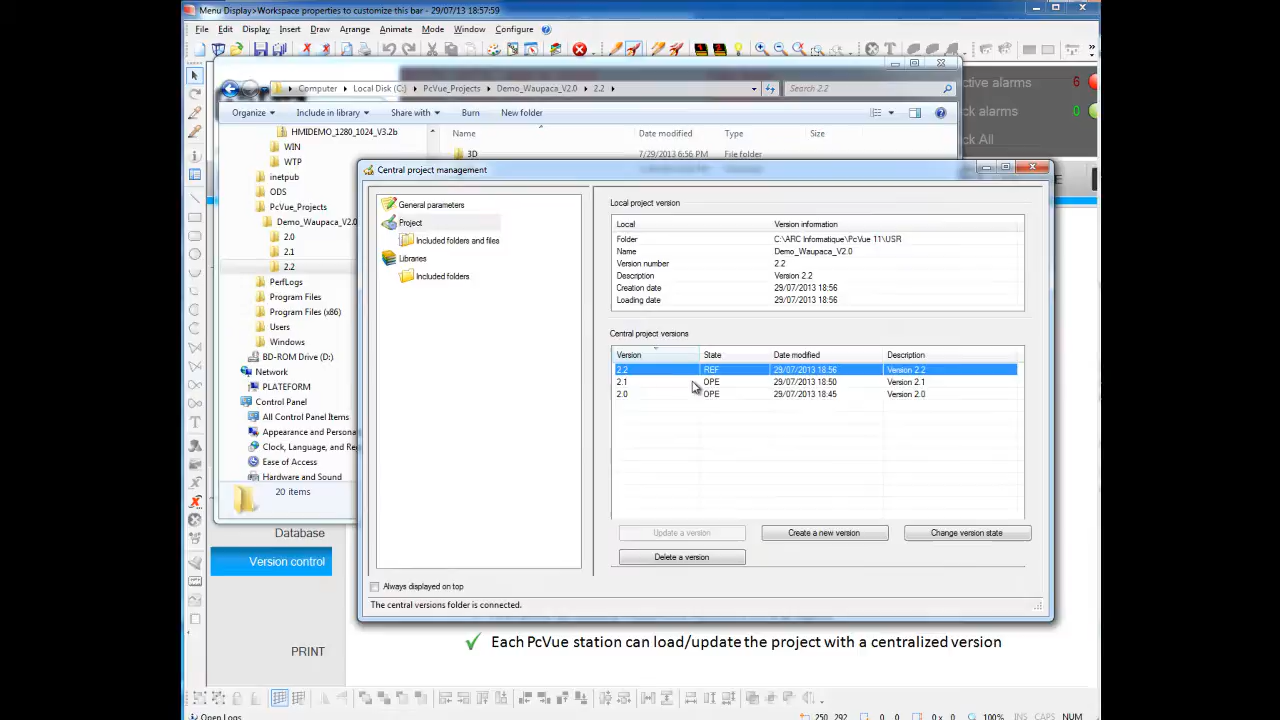 Menu Display>Workspace properties to customize this bar - 29/07/13 18:57:59
File Edit Display Insert Draw Arrange Animate Mode Window Configure
Computer Local Disk (C:) PcVue_Projects Demo_Waupaca_V2.0 2.2 Search 2.2
Organize Include in library Share with Burn New folder
HMIDEMO_1280_1024_V3.2b
WIN
WTP
inetpub
ODS
PcVue_Projects
Demo_Waupaca_V2.0
2.0
2.1
2.2
PerfLogs
Program Files
Program Files (x86)
Users
Windows
BD-ROM Drive (D:)
Network
PLATEFORM
Control Panel
All Control Panel Items
Appearance and Persona
Clock, Language, and Re
Ease of Access
Hardware and Sound
20 items
Name Date modified Type Size
3D 7/29/2013 6:56 PM File folder
ctive alarms 6
ck alarms 0
ck All
Central project management
General parameters
Project
Included folders and files
Libraries
Included folders
Local project version
Local Version information
Folder C:\ARC Informatique\PcVue 11\USR
Name Demo_Waupaca_V2.0
Version number 2.2
Description Version 2.2
Creation date 29/07/2013 18:56
Loading date 29/07/2013 18:56
Central project versions
Version State Date modified Description
2.2 REF 29/07/2013 18:56 Version 2.2
2.1 OPE 29/07/2013 18:50 Version 2.1
2.0 OPE 29/07/2013 18:45 Version 2.0
Update a version Create a new version Change version state
Delete a version
Always displayed on top
The central versions folder is connected.
Database
Version control
PRINT
✓ Each PcVue station can load/update the project with a centralized version
Open Logs 250, 292 0, 0 0 x 0 100% INS CAPS NUM